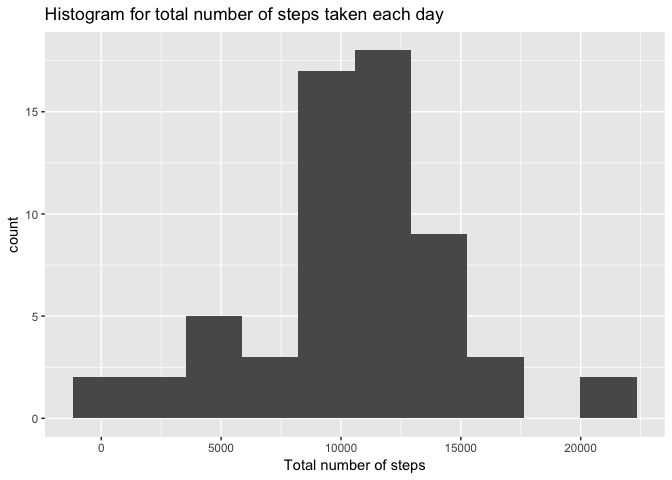 Histogram for total number of steps taken each day
15
10
5
0
count
0 5000 10000 15000 20000
Total number of steps